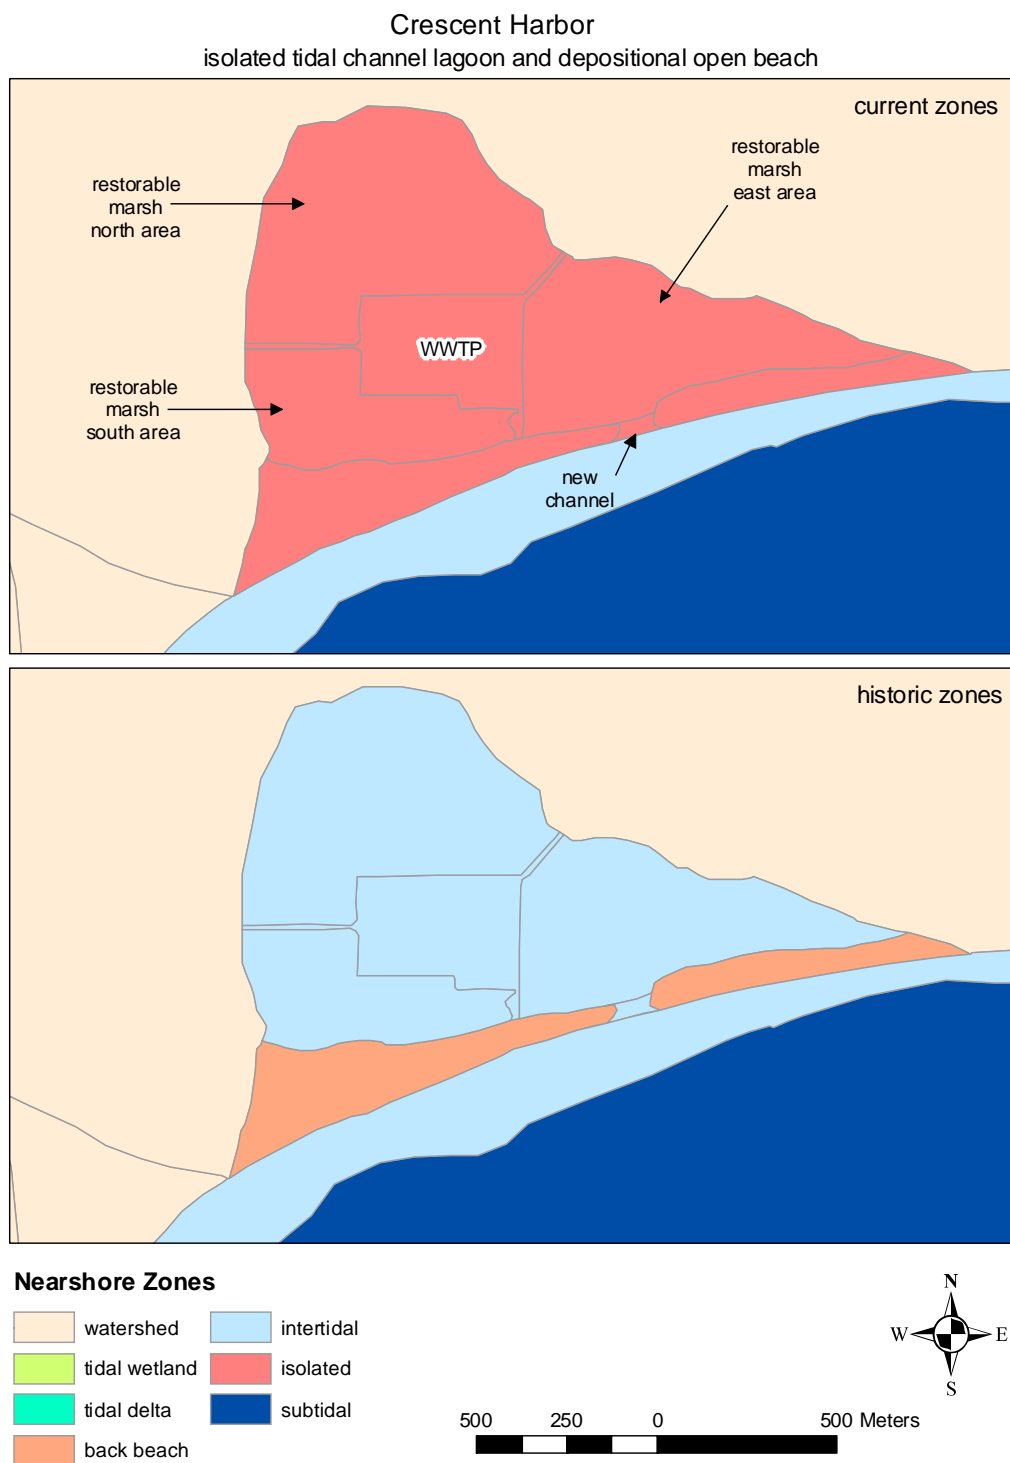 Crescent Harbor
isolated tidal channel lagoon and depositional open beach
current zones
restorable
marsh
north area
restorable
marsh
east area
WWTP
restorable
marsh
south area
new
channel
historic zones
Nearshore Zones
watershed
intertidal
tidal wetland
isolated
tidal delta
subtidal
back beach
N
W
E
S
500 250 0 500 Meters